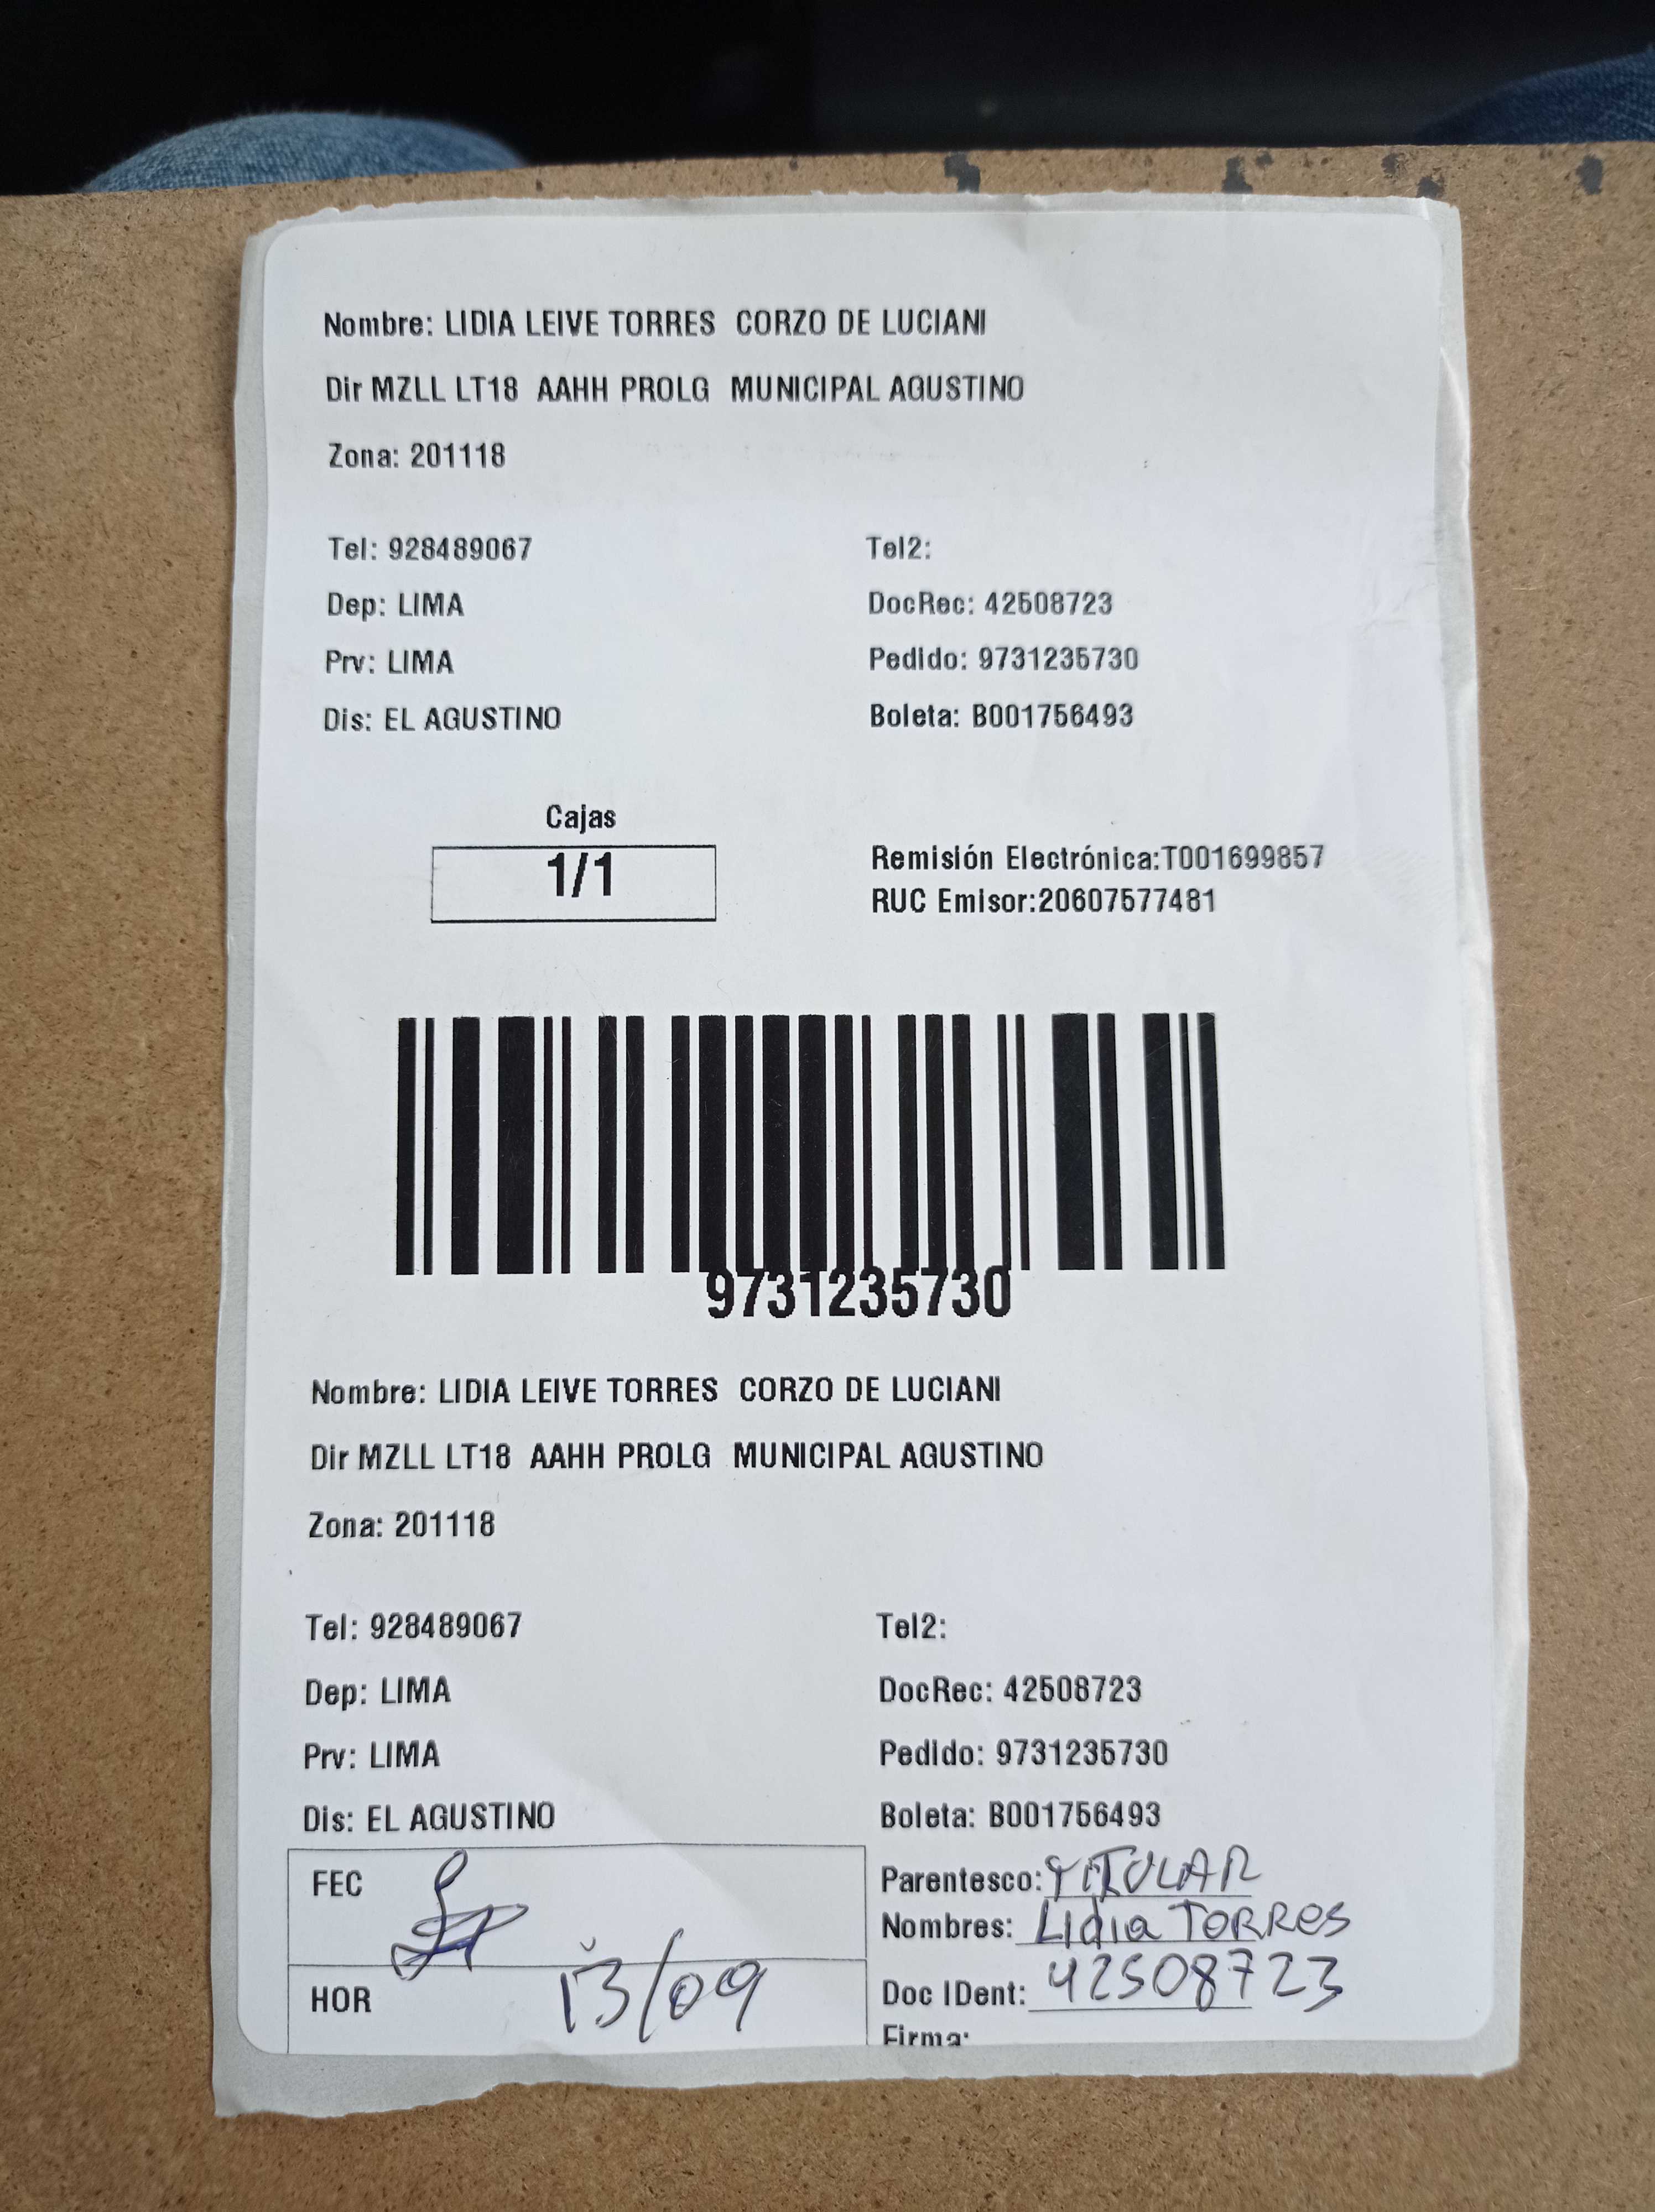 Nombre: LIDIA LEIVE TORRES CORZO DE LUCIANI
Dir MZLL LT18 AAHH PROLG MUNICIPAL AGUSTINO
Zona: 201118
Tel: 928489067 Tel2:
Dep: LIMA DocRec: 42508723
Prv: LIMA Pedido: 9731235730
Dis: EL AGUSTINO Boleta: B001756493
Cajas
1/1
Remisión Electrónica:T001699857
RUC Emisor:20607577481
9731235730
Nombre: LIDIA LEIVE TORRES CORZO DE LUCIANI
Dir MZLL LT18 AAHH PROLG MUNICIPAL AGUSTINO
Zona: 201118
Tel: 928489067 Tel2:
Dep: LIMA DocRec: 42508723
Prv: LIMA Pedido: 9731235730
Dis: EL AGUSTINO Boleta: B001756493
FEC Parentesco: TITULAR
Nombres: Lidia TORRES
HOR 13/09 Doc IDent: 42508723
Firma: